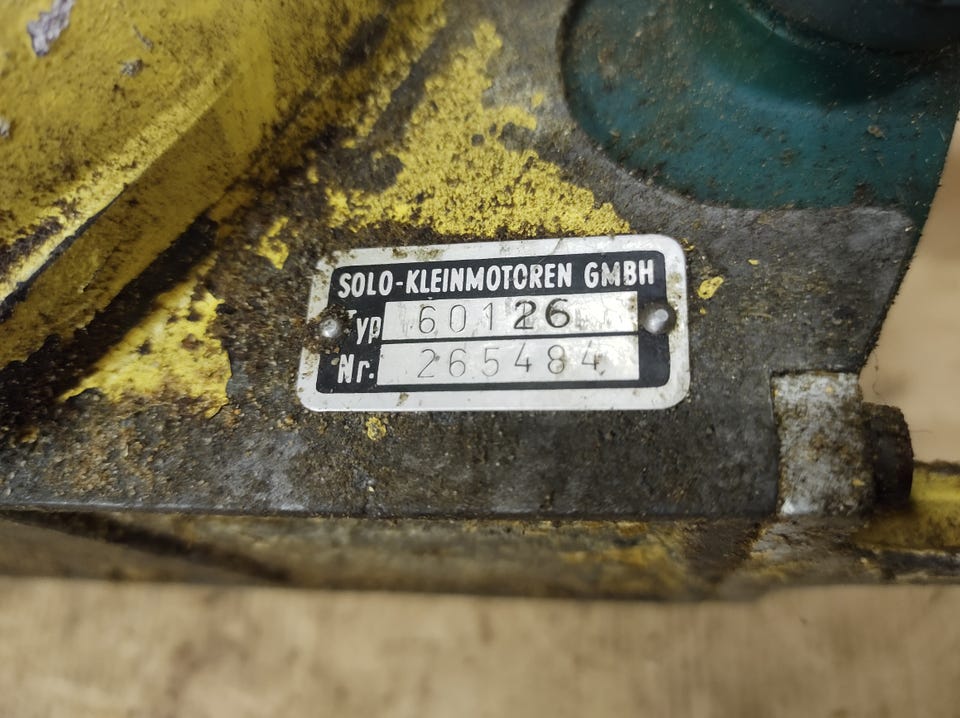 SOLO-KLEINMOTOREN GMBH
Typ 60126
Nr. 265484